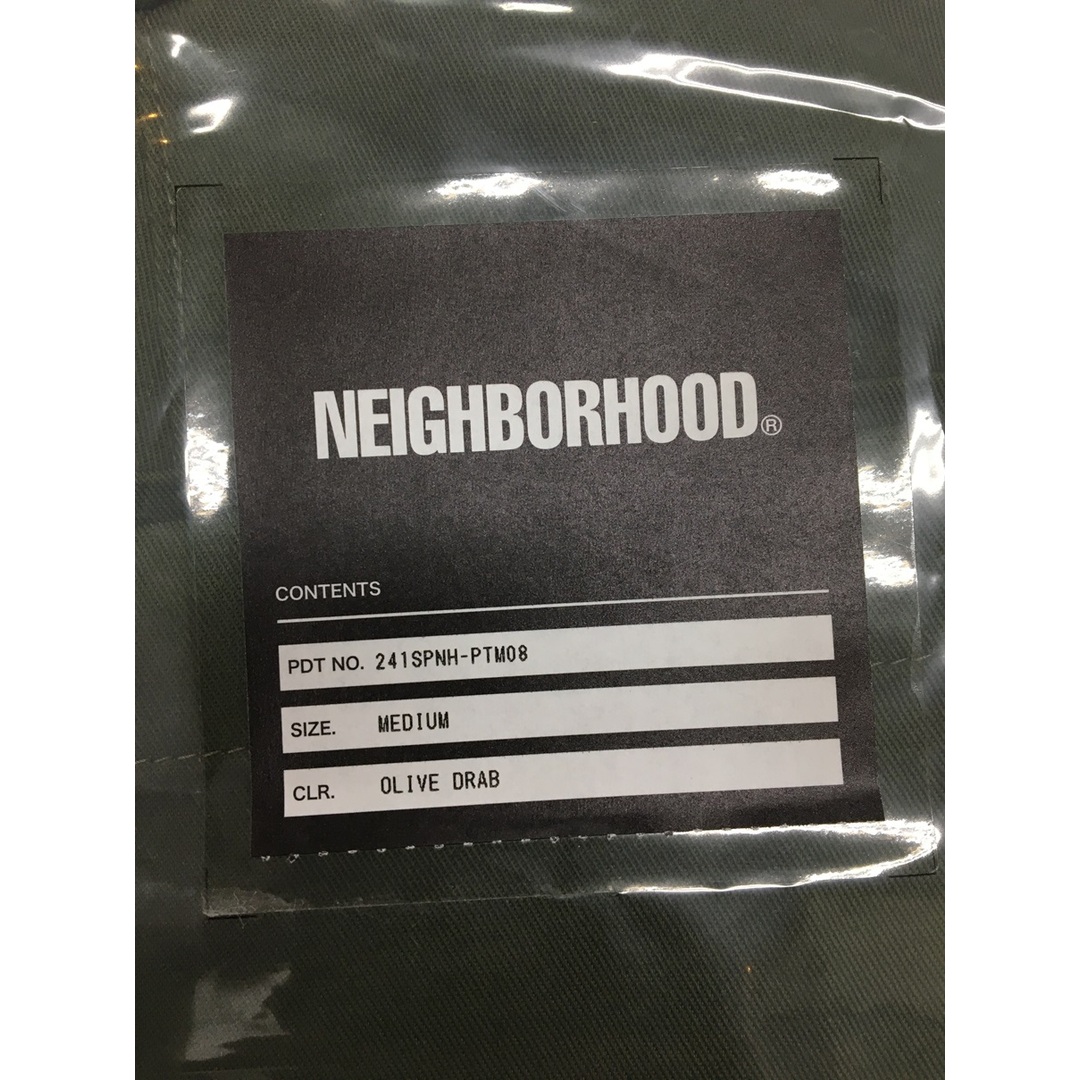 NEIGHBORHOOD®
CONTENTS
PDT NO. 241SPNH-PTM08
SIZE. MEDIUM
CLR. OLIVE DRAB